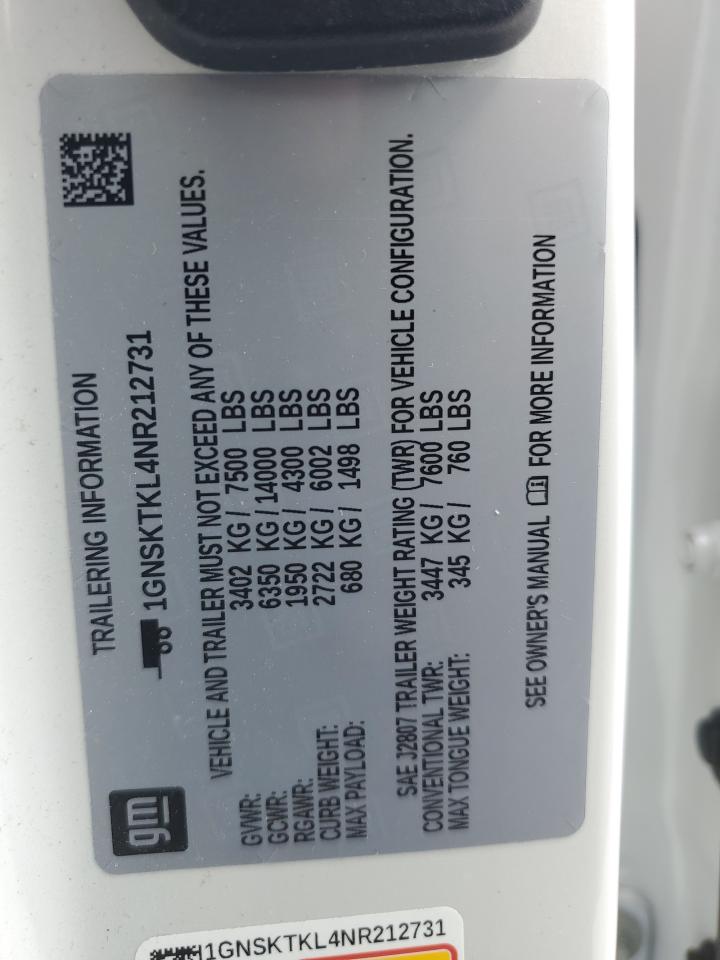 gm
TRAILERING INFORMATION
1GNSKTKL4NR212731
VEHICLE AND TRAILER MUST NOT EXCEED ANY OF THESE VALUES.
GVWR: 3402 KG / 7500 LBS
GCWR: 6350 KG / 14000 LBS
RGAWR: 1950 KG / 4300 LBS
CURB WEIGHT: 2722 KG / 6002 LBS
MAX PAYLOAD: 680 KG / 1498 LBS
SAE J2807 TRAILER WEIGHT RATING (TWR) FOR VEHICLE CONFIGURATION.
CONVENTIONAL TWR: 3447 KG / 7600 LBS
MAX TONGUE WEIGHT: 345 KG / 760 LBS
SEE OWNER'S MANUAL FOR MORE INFORMATION
1GNSKTKL4NR212731